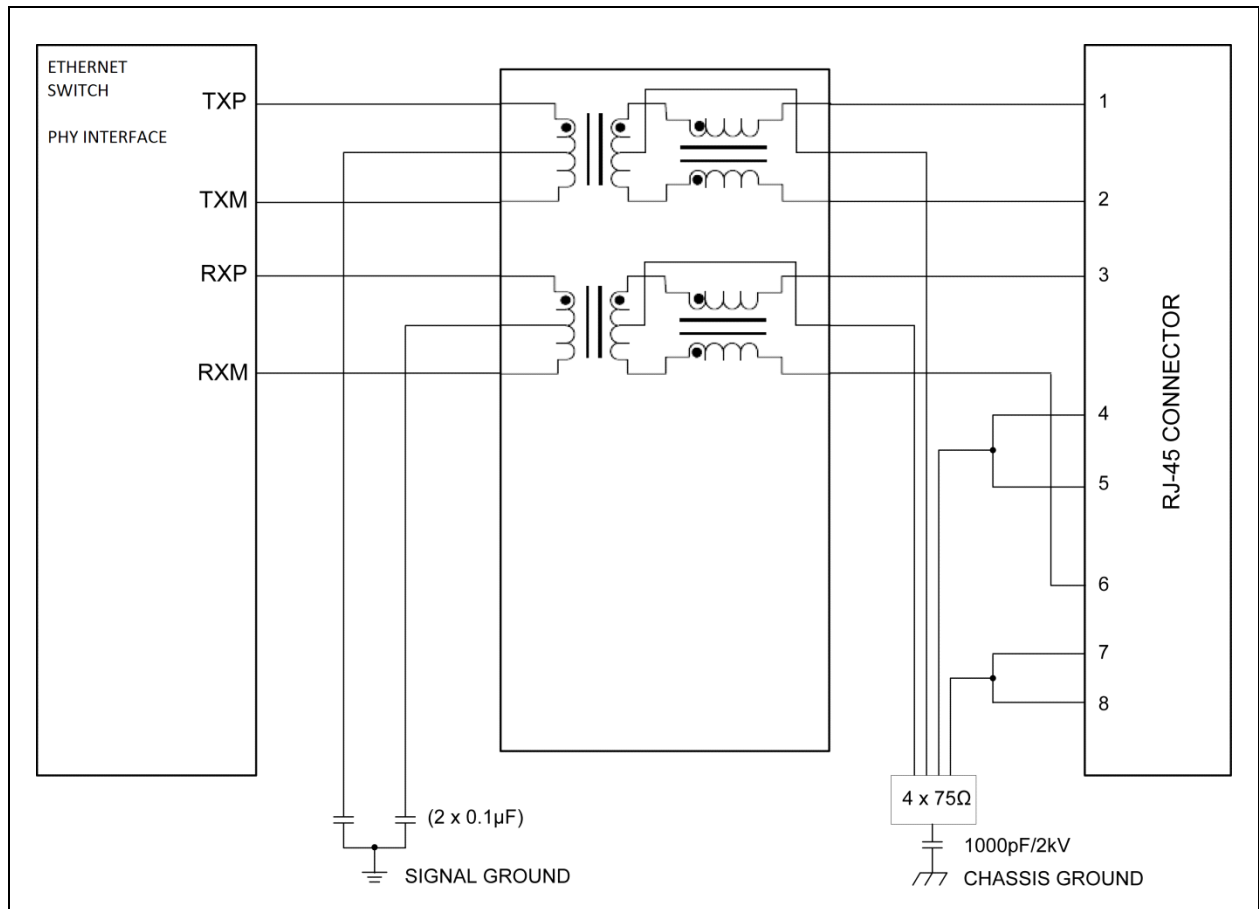 ETHERNET
SWITCH
PHY INTERFACE
TXP
TXM
RXP
RXM
1
2
3
4
5
6
7
8
RJ-45 CONNECTOR
(2 x 0.1µF)
SIGNAL GROUND
4 x 75Ω
1000pF/2kV
CHASSIS GROUND